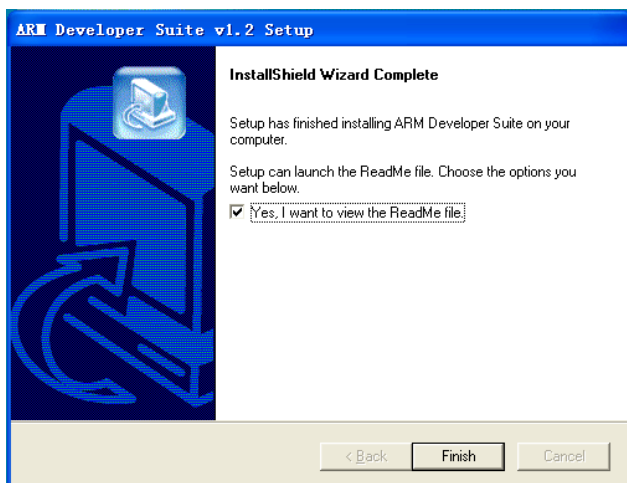 ARM Developer Suite v1.2 Setup
InstallShield Wizard Complete
Setup has finished installing ARM Developer Suite on your
computer.
Setup can launch the ReadMe file. Choose the options you
want below.
Yes, I want to view the ReadMe file.
< Back
Finish
Cancel